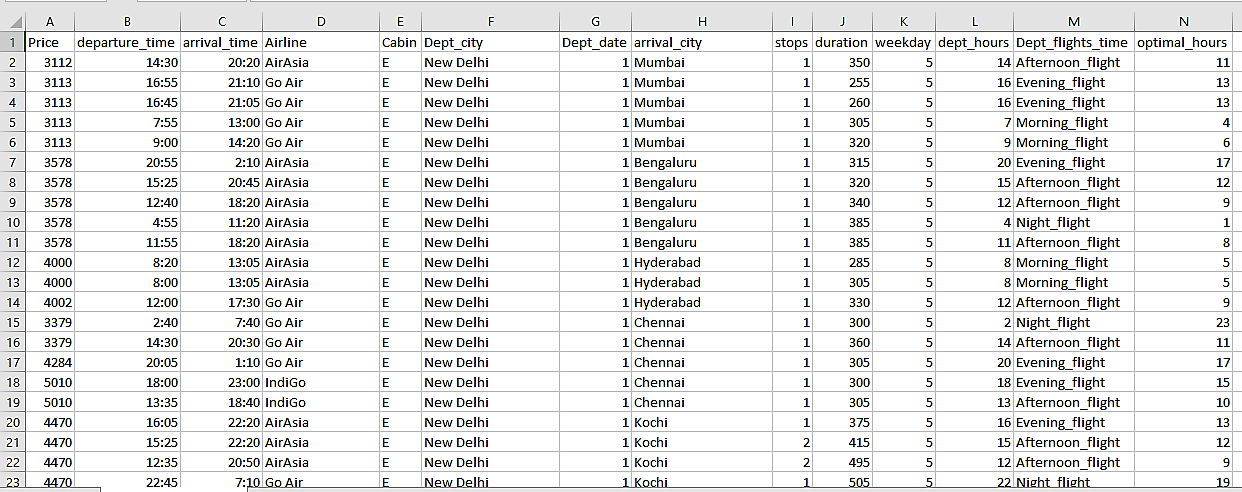 A B C D E F G H I J K L M N
1 Price departure_time arrival_time Airline Cabin Dept_city Dept_date arrival_city stops duration weekday dept_hours Dept_flights_time optimal_hours
2 3112 14:30 20:20 AirAsia E New Delhi 1 Mumbai 1 350 5 14 Afternoon_flight 11
3 3113 16:55 21:10 Go Air E New Delhi 1 Mumbai 1 255 5 16 Evening_flight 13
4 3113 16:45 21:05 Go Air E New Delhi 1 Mumbai 1 260 5 16 Evening_flight 13
5 3113 7:55 13:00 Go Air E New Delhi 1 Mumbai 1 305 5 7 Morning_flight 4
6 3113 9:00 14:20 Go Air E New Delhi 1 Mumbai 1 320 5 9 Morning_flight 6
7 3578 20:55 2:10 AirAsia E New Delhi 1 Bengaluru 1 315 5 20 Evening_flight 17
8 3578 15:25 20:45 AirAsia E New Delhi 1 Bengaluru 1 320 5 15 Afternoon_flight 12
9 3578 12:40 18:20 AirAsia E New Delhi 1 Bengaluru 1 340 5 12 Afternoon_flight 9
10 3578 4:55 11:20 AirAsia E New Delhi 1 Bengaluru 1 385 5 4 Night_flight 1
11 3578 11:55 18:20 AirAsia E New Delhi 1 Bengaluru 1 385 5 11 Afternoon_flight 8
12 4000 8:20 13:05 AirAsia E New Delhi 1 Hyderabad 1 285 5 8 Morning_flight 5
13 4000 8:00 13:05 AirAsia E New Delhi 1 Hyderabad 1 305 5 8 Morning_flight 5
14 4002 12:00 17:30 Go Air E New Delhi 1 Hyderabad 1 330 5 12 Afternoon_flight 9
15 3379 2:40 7:40 Go Air E New Delhi 1 Chennai 1 300 5 2 Night_flight 23
16 3379 14:30 20:30 Go Air E New Delhi 1 Chennai 1 360 5 14 Afternoon_flight 11
17 4284 20:05 1:10 Go Air E New Delhi 1 Chennai 1 305 5 20 Evening_flight 17
18 5010 18:00 23:00 IndiGo E New Delhi 1 Chennai 1 300 5 18 Evening_flight 15
19 5010 13:35 18:40 IndiGo E New Delhi 1 Chennai 1 305 5 13 Afternoon_flight 10
20 4470 16:05 22:20 AirAsia E New Delhi 1 Kochi 1 375 5 16 Evening_flight 13
21 4470 15:25 22:20 AirAsia E New Delhi 1 Kochi 2 415 5 15 Afternoon_flight 12
22 4470 12:35 20:50 AirAsia E New Delhi 1 Kochi 2 495 5 12 Afternoon_flight 9
23 4470 22:45 7:10 Go Air E New Delhi 1 Kochi 1 505 5 22 Night_flight 19